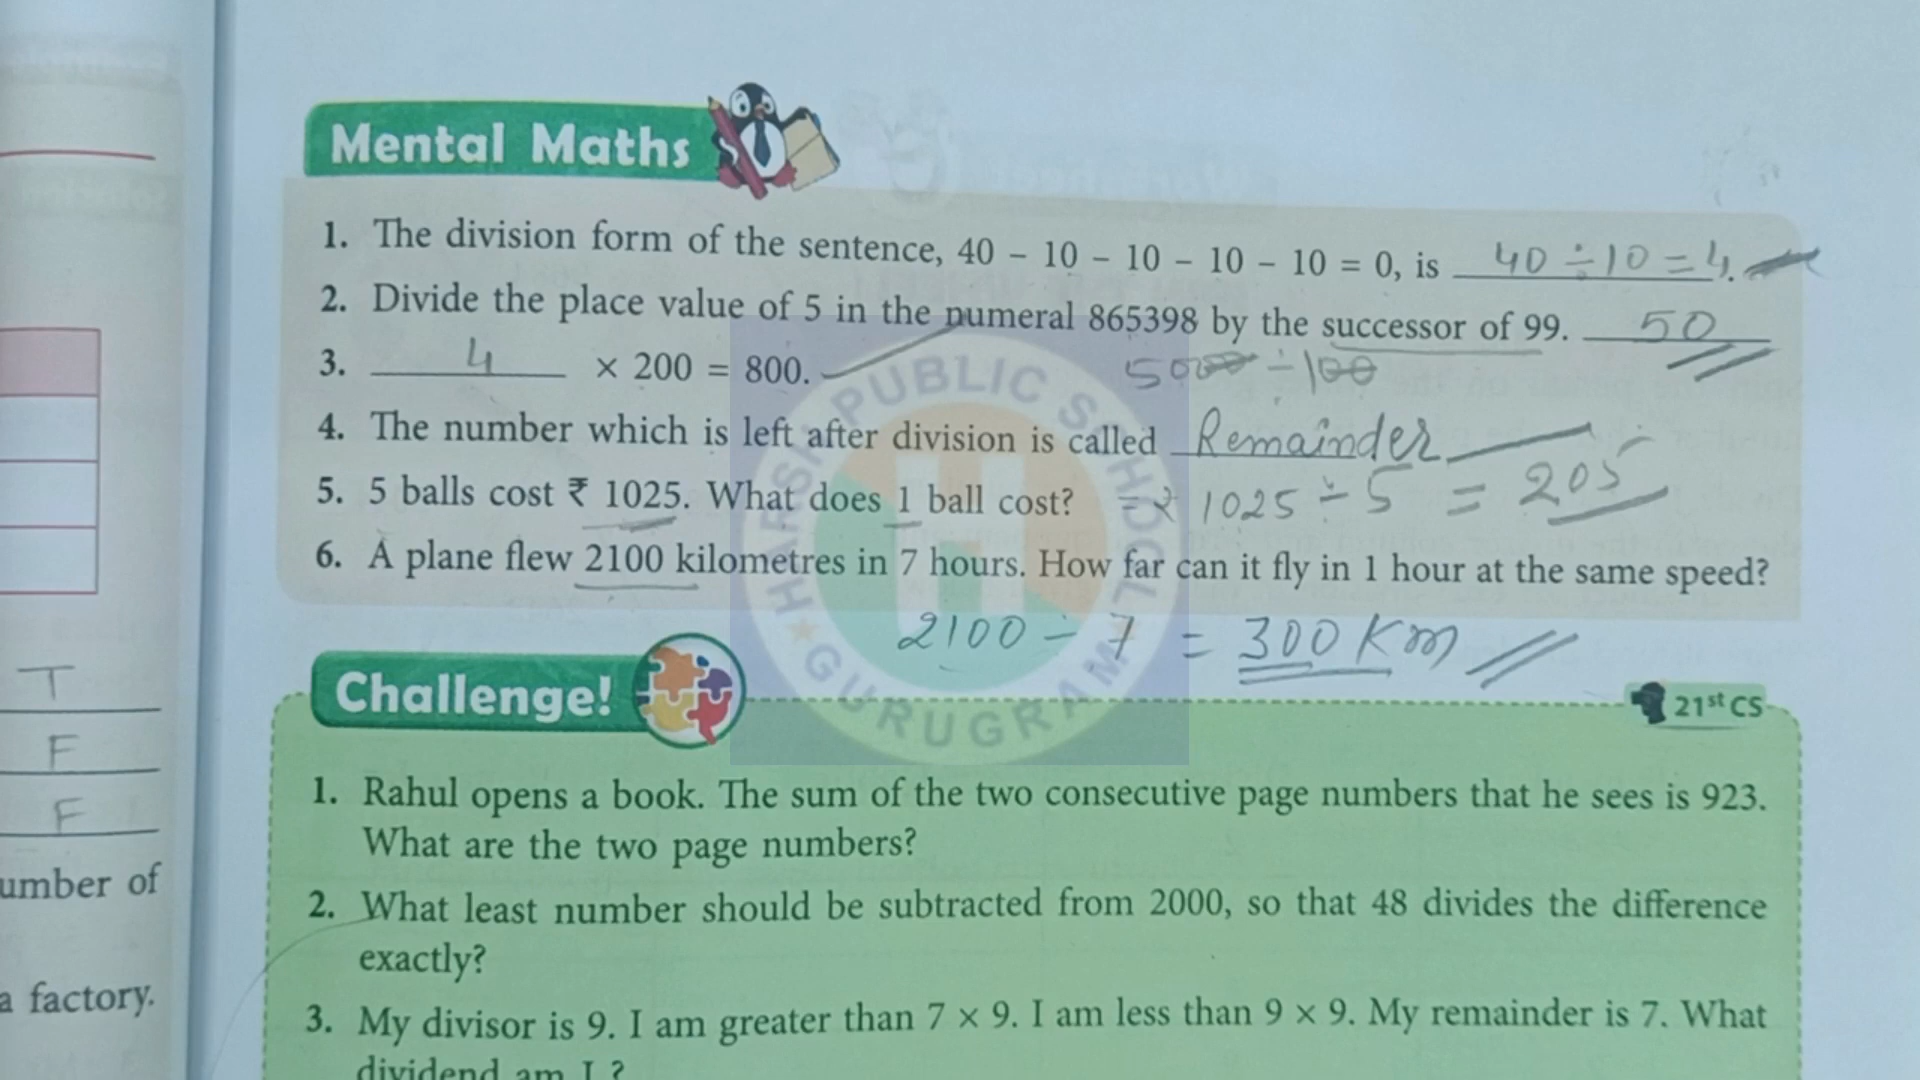 Mental Maths
1. The division form of the sentence, 40 – 10 – 10 – 10 – 10 = 0, is 40 ÷ 10 = 4.
2. Divide the place value of 5 in the numeral 865398 by the successor of 99. 50
5000 ÷ 100
3. 4 × 200 = 800.
4. The number which is left after division is called Remainder
5. 5 balls cost ₹ 1025. What does 1 ball cost? = ₹ 1025 ÷ 5 = 205
6. A plane flew 2100 kilometres in 7 hours. How far can it fly in 1 hour at the same speed?
2100 ÷ 7 = 300 Km
HARSH PUBLIC SCHOOL
H
GURUGRAM
Challenge!
21st CS
1. Rahul opens a book. The sum of the two consecutive page numbers that he sees is 923.
What are the two page numbers?
2. What least number should be subtracted from 2000, so that 48 divides the difference
exactly?
3. My divisor is 9. I am greater than 7 × 9. I am less than 9 × 9. My remainder is 7. What
dividend am I ?
T
F
F
umber of
a factory.